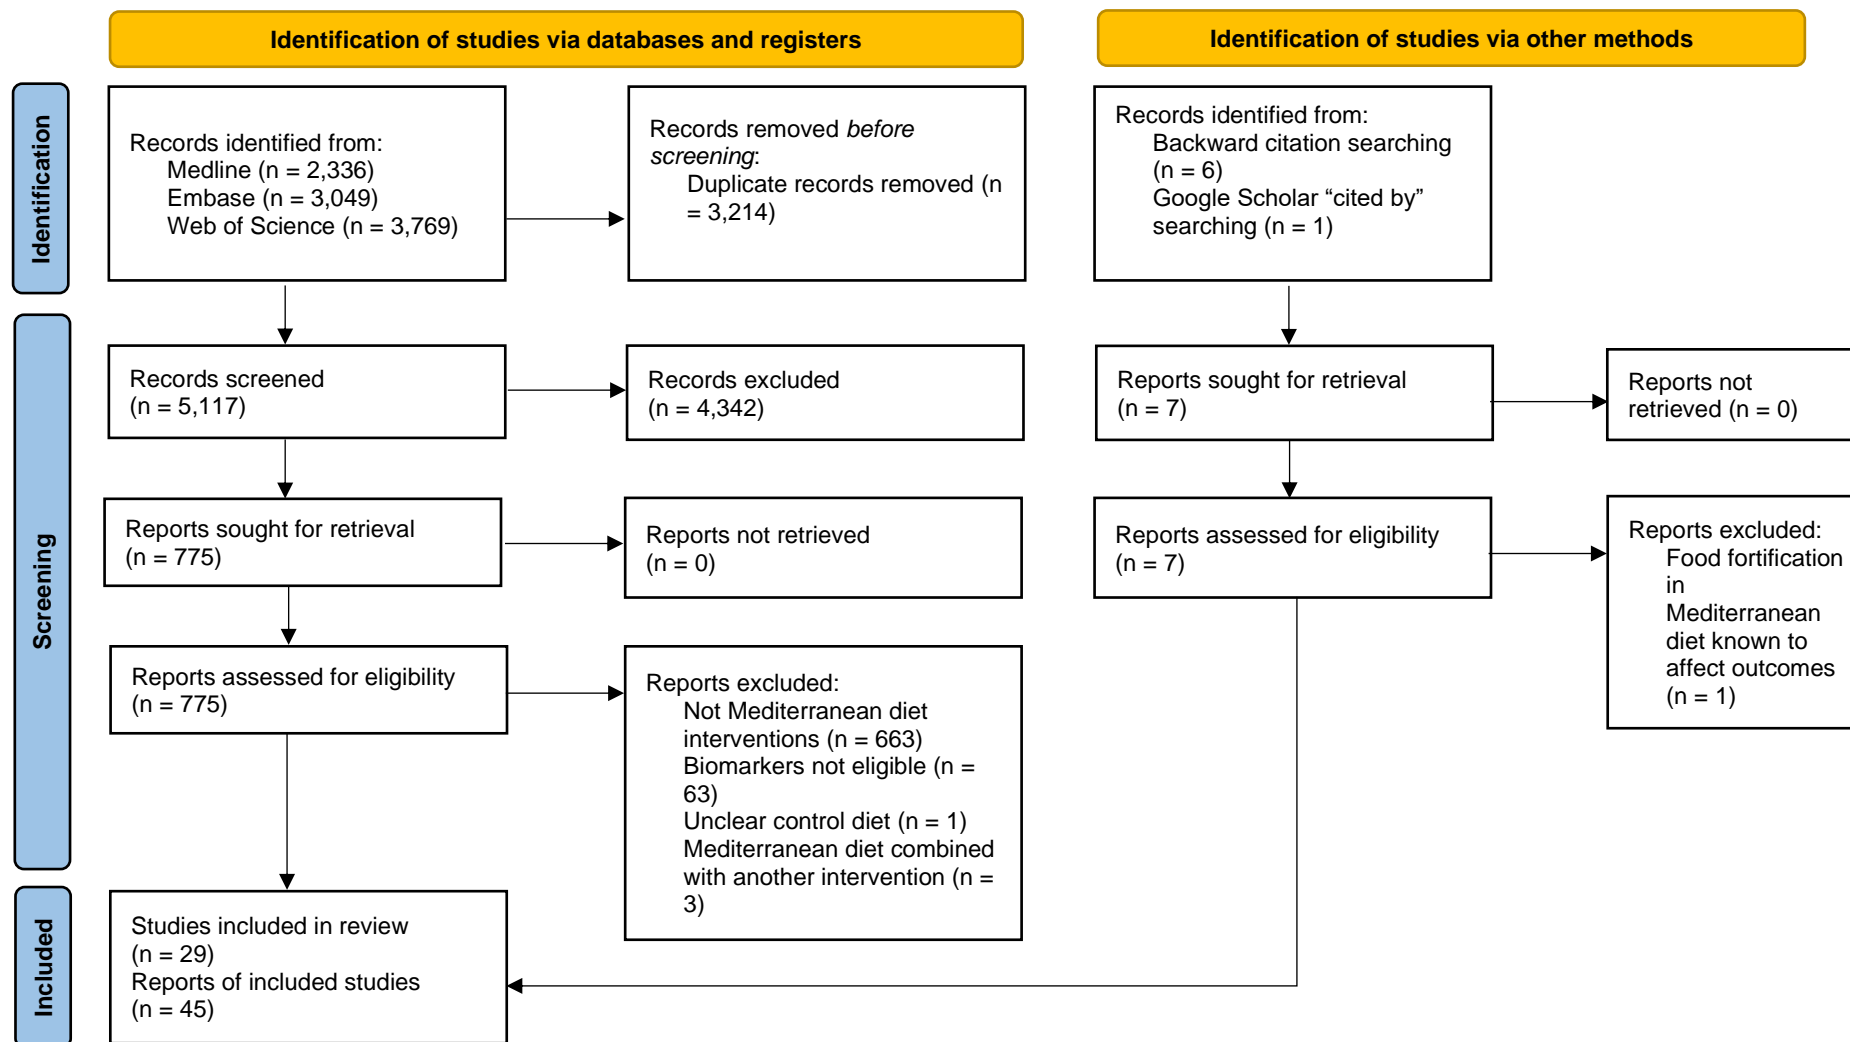 Identification of studies via databases and registers
Identification of studies via other methods
Identification
Records identified from:
Medline (n = 2,336)
Embase (n = 3,049)
Web of Science (n = 3,769)
Records removed before
screening:
Duplicate records removed (n
= 3,214)
Records identified from:
Backward citation searching
(n = 6)
Google Scholar “cited by”
searching (n = 1)
Screening
Records screened
(n = 5,117)
Records excluded
(n = 4,342)
Reports sought for retrieval
(n = 7)
Reports not
retrieved (n = 0)
Reports sought for retrieval
(n = 775)
Reports not retrieved
(n = 0)
Reports assessed for eligibility
(n = 7)
Reports excluded:
Food fortification
in
Mediterranean
diet known to
affect outcomes
(n = 1)
Reports assessed for eligibility
(n = 775)
Reports excluded:
Not Mediterranean diet
interventions (n = 663)
Biomarkers not eligible (n =
63)
Unclear control diet (n = 1)
Mediterranean diet combined
with another intervention (n =
3)
Included
Studies included in review
(n = 29)
Reports of included studies
(n = 45)